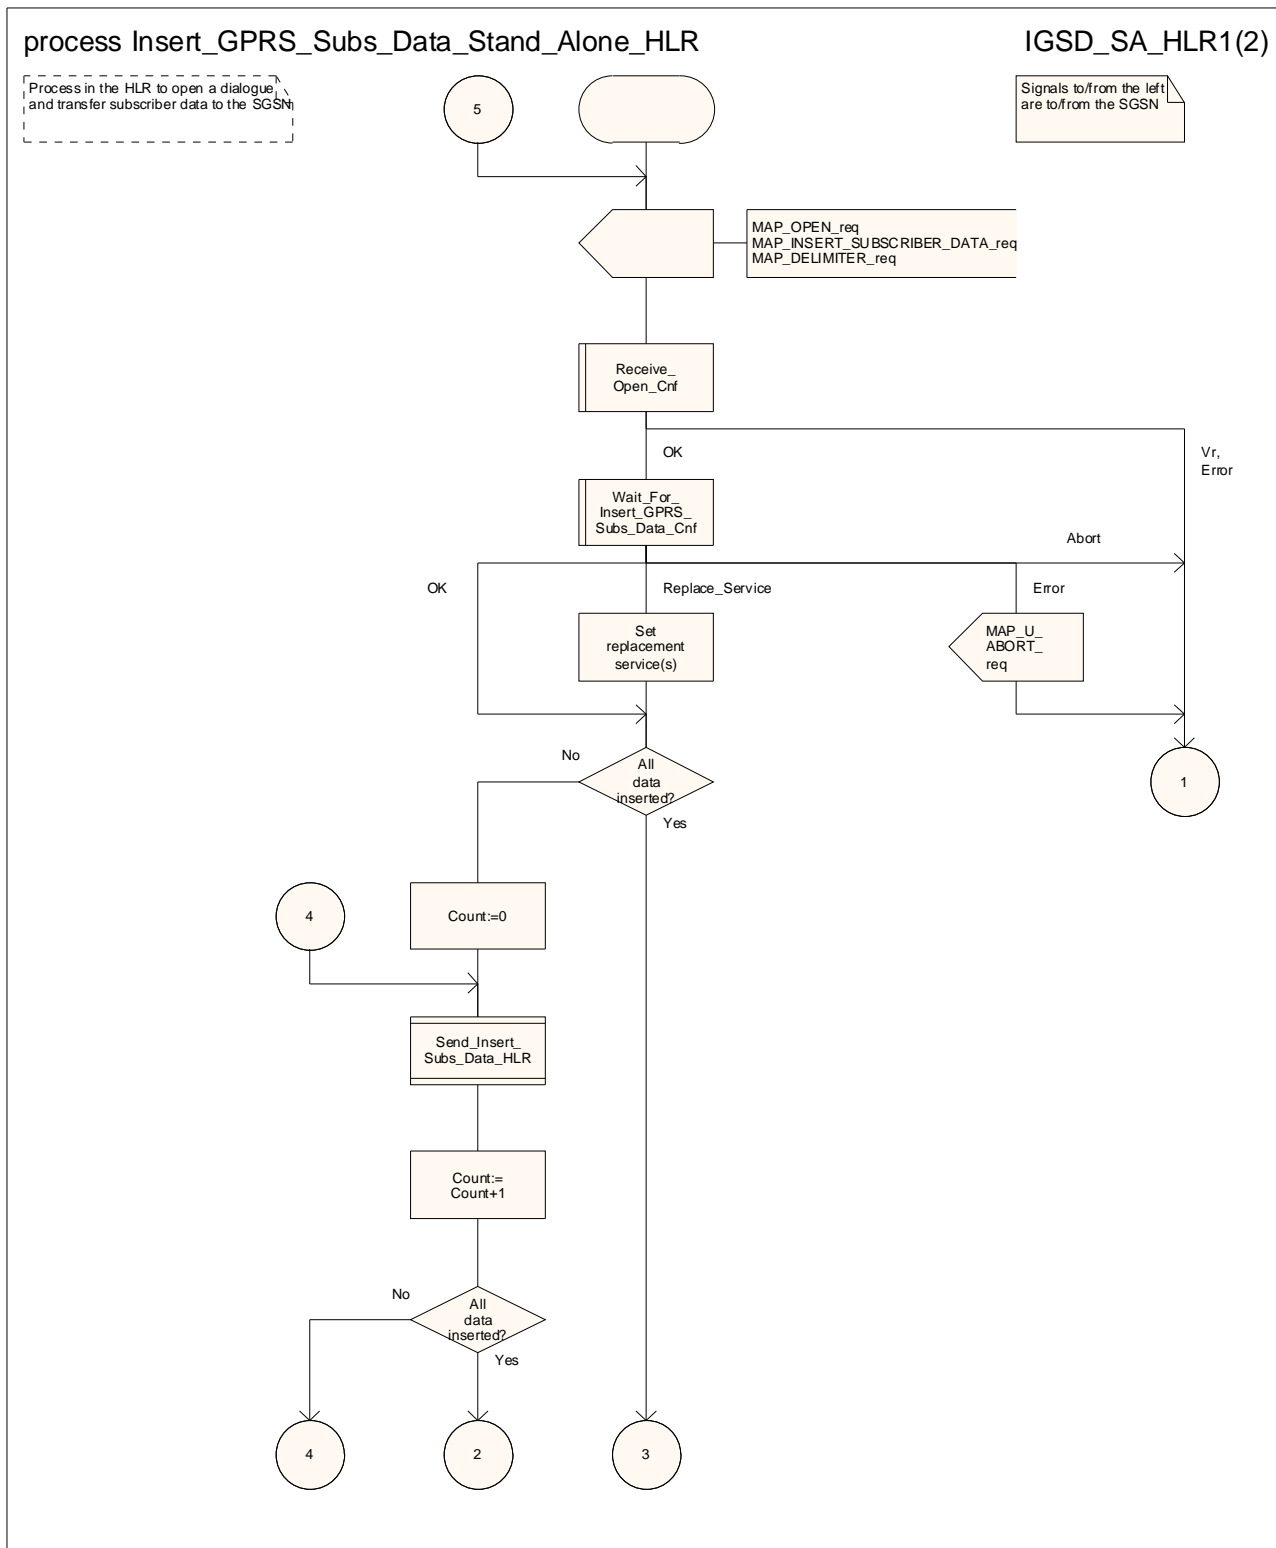 process Insert_GPRS_Subs_Data_Stand_Alone_HLR
IGSD_SA_HLR1(2)
Process in the HLR to open a dialogue
and transfer subscriber data to the SGSN
5
Signals to/from the left
are to/from the SGSN
MAP_OPEN_req
MAP_INSERT_SUBSCRIBER_DATA_req
MAP_DELIMITER_req
Receive_
Open_Cnf
OK
Vr,
Error
Wait_For_
Insert_GPRS_
Subs_Data_Cnf
Abort
OK
Replace_Service
Error
Set
replacement
service(s)
MAP_U_
ABORT_
req
No
All
data
inserted?
Yes
1
4
Count:=0
Send_Insert_
Subs_Data_HLR
Count:=
Count+1
No
All
data
inserted?
Yes
4
2
3